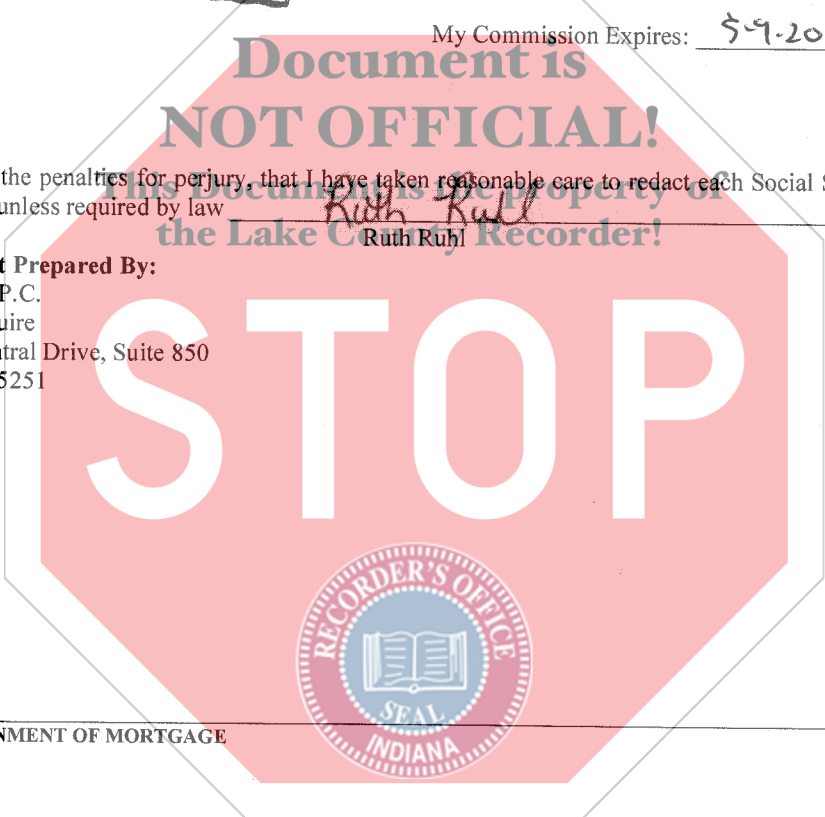 My Commission Expires: 5-9-20
Document is
NOT OFFICIAL!
the penalties for perjury, that I have taken reasonable care to redact each Social S
This Document is the property of
unless required by law Ruth Ruhl
the Lake County Recorder!
Ruth Ruhl
t Prepared By:
P.C.
uire
ntral Drive, Suite 850
5251
STOP
RECORDER'S OFFICE
SEAL
INDIANA
NMENT OF MORTGAGE